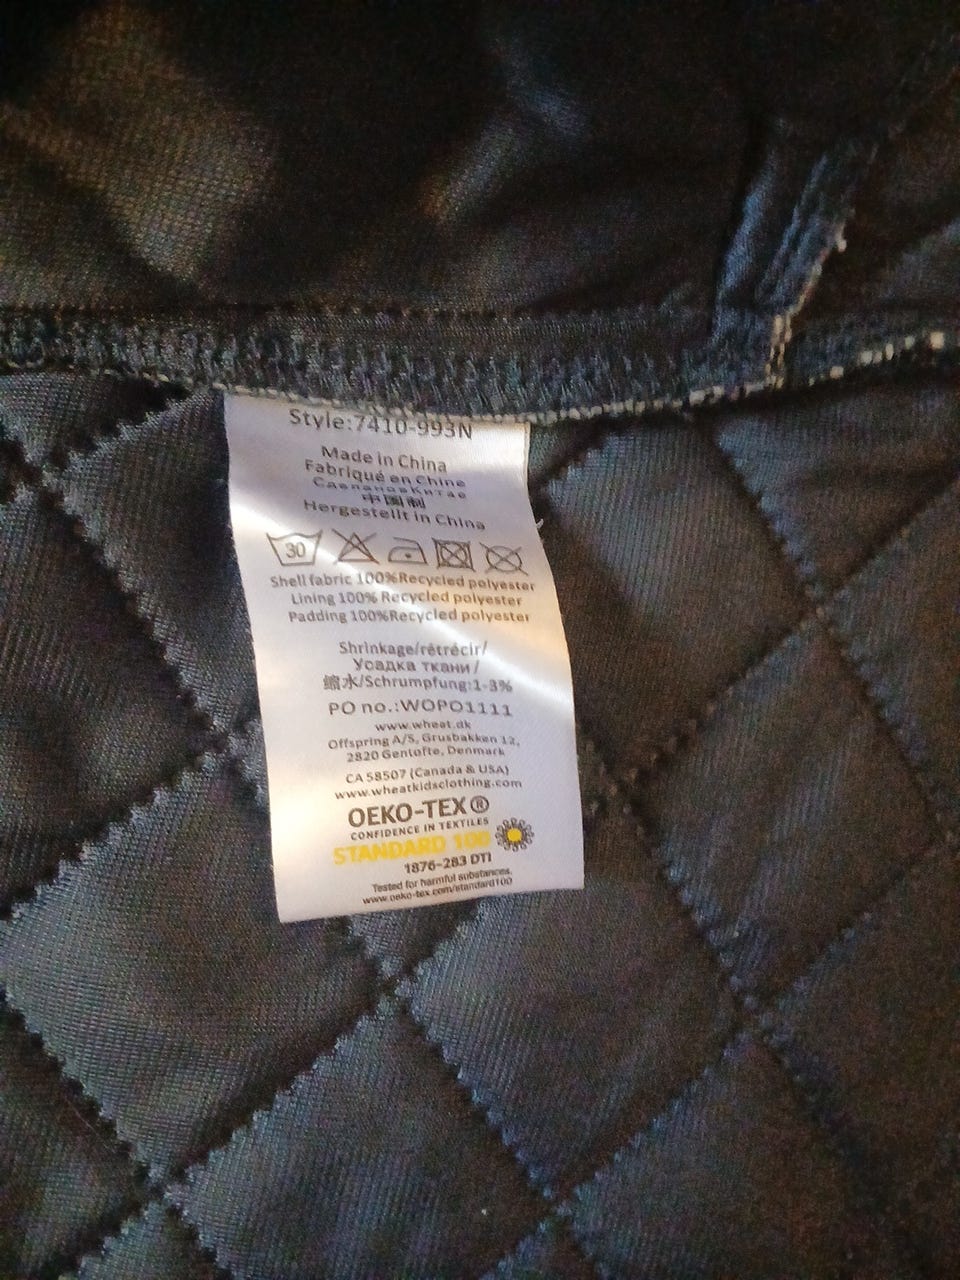 Style:7410-993N
Made in China
Fabriqué en Chine
Сделано в Китае
中国制
Hergestellt in China
30
Shell fabric 100%Recycled polyester
Lining 100% Recycled polyester
Padding 100%Recycled polyester
Shrinkage/rétrécir/
Усадка ткани/
缩水/Schrumpfung:1-3%
PO no.:WOPO1111
www.wheat.dk
Offspring A/S, Grusbakken 12,
2820 Gentofte, Denmark
CA 58507 (Canada & USA)
www.wheatkidsclothing.com
OEKO-TEX®
CONFIDENCE IN TEXTILES
STANDARD 100
1876-283 DTI
Tested for harmful substances.
www.oeko-tex.com/standard100